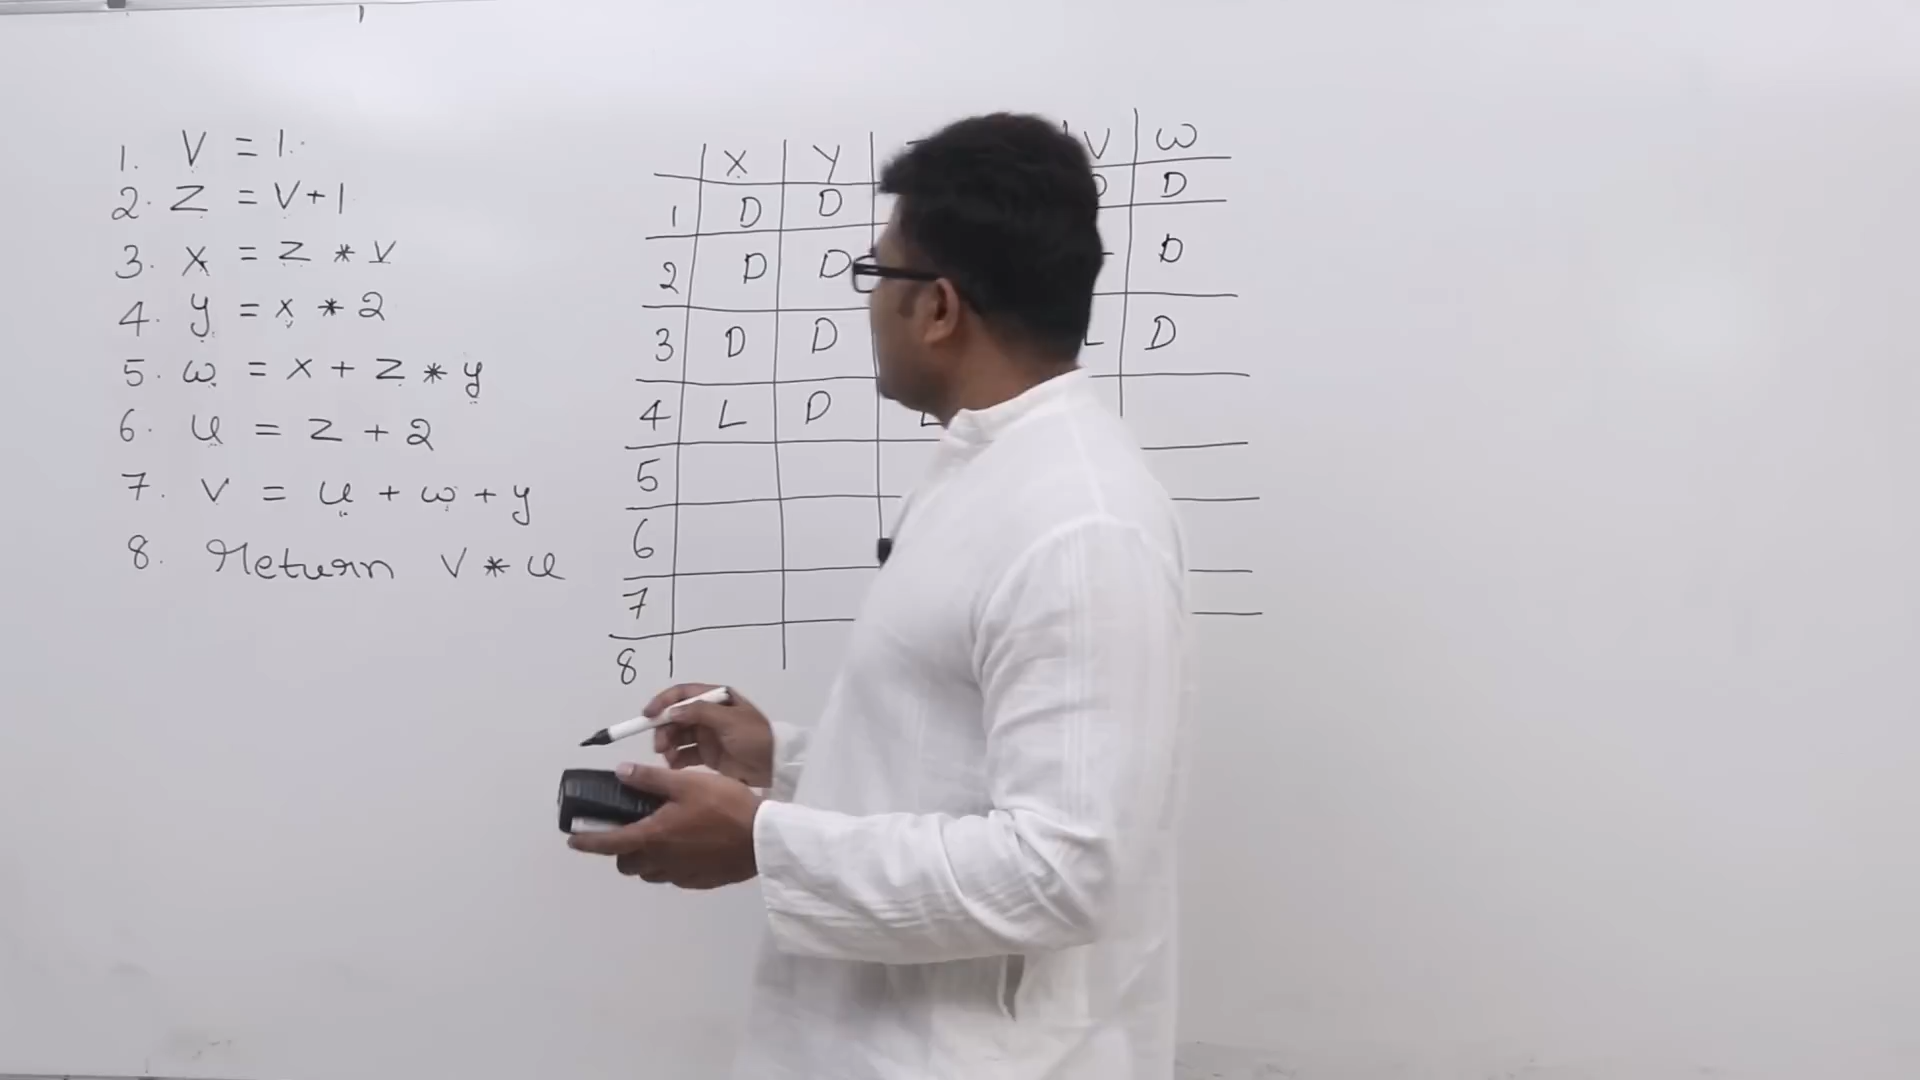 1. V = 1.
2. Z = V+1
3. x = z * v
4. y = x * 2
5. w = x + z * y
6. u = z + 2
7. v = u + w + y
8. return v * u
X Y V W
1 D D D D
2 D D D
3 D D L D
4 L D L
5
6
7
8